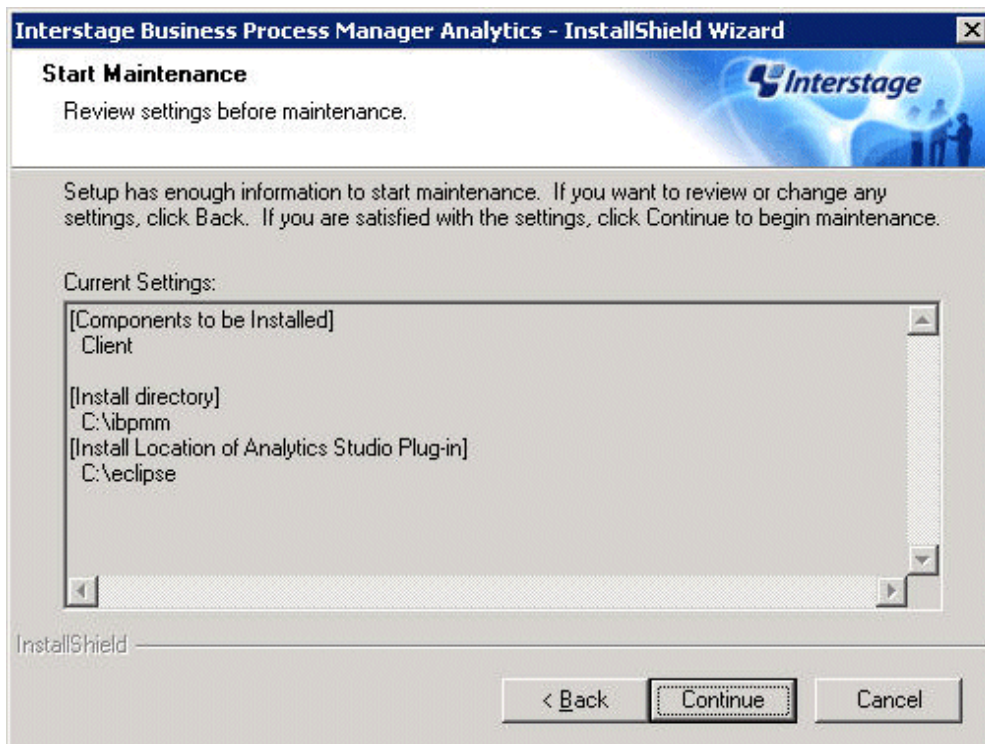 Interstage Business Process Manager Analytics - InstallShield Wizard
Start Maintenance
Review settings before maintenance.
Interstage
Setup has enough information to start maintenance.  If you want to review or change any
settings, click Back.  If you are satisfied with the settings, click Continue to begin maintenance.
Current Settings:
[Components to be Installed]
Client
[Install directory]
C:\ibpmm
[Install Location of Analytics Studio Plug-in]
C:\eclipse
InstallShield
< Back
Continue
Cancel